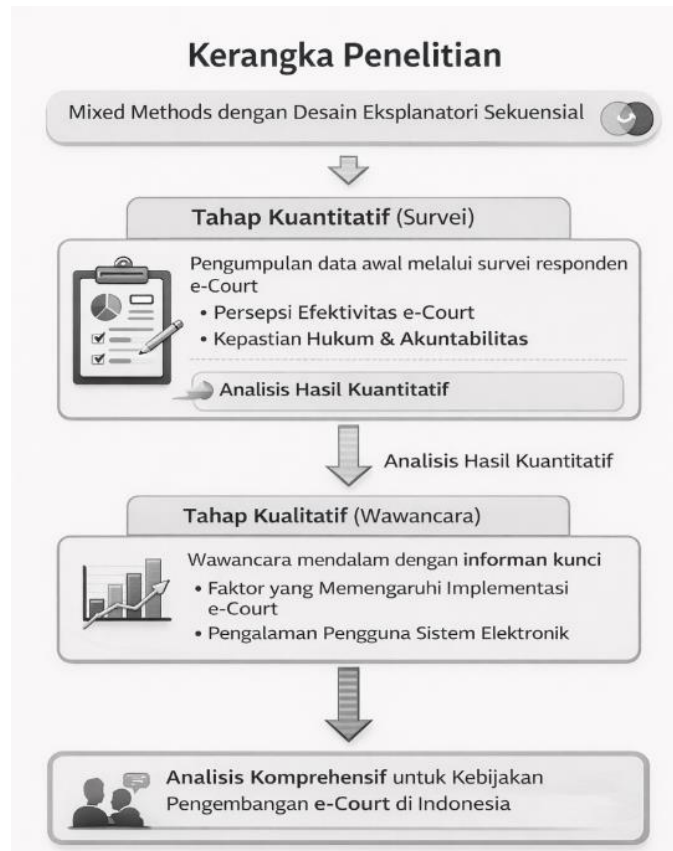 Kerangka Penelitian
Mixed Methods dengan Desain Eksplanatori Sekuensial
Tahap Kuantitatif (Survei)
Pengumpulan data awal melalui survei responden
e-Court
• Persepsi Efektivitas e-Court
• Kepastian Hukum & Akuntabilitas
Analisis Hasil Kuantitatif
Analisis Hasil Kuantitatif
Tahap Kualitatif (Wawancara)
Wawancara mendalam dengan informan kunci
• Faktor yang Memengaruhi Implementasi
e-Court
• Pengalaman Pengguna Sistem Elektronik
Analisis Komprehensif untuk Kebijakan
Pengembangan e-Court di Indonesia